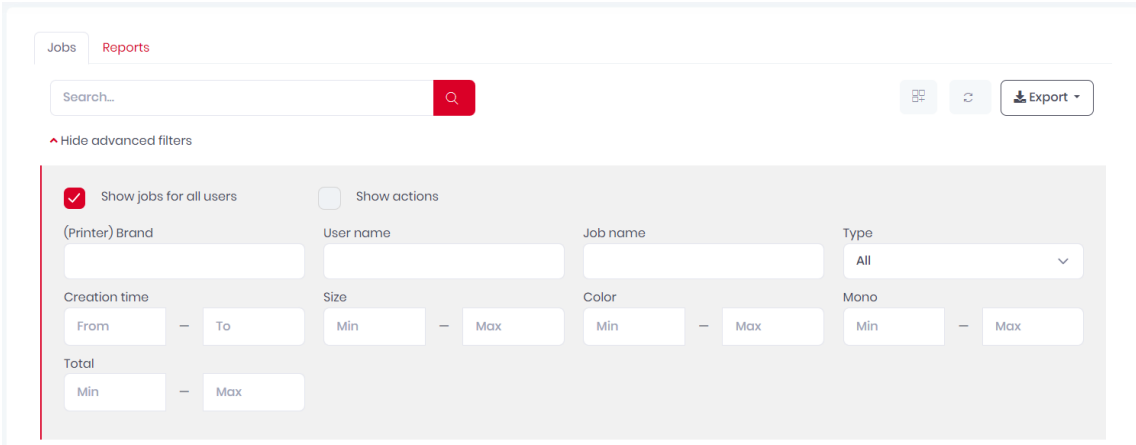 Jobs Reports
Search... Export
Hide advanced filters
Show jobs for all users Show actions
(Printer) Brand User name Job name Type
All
Creation time Size Color Mono
From — To Min — Max Min — Max Min — Max
Total
Min — Max